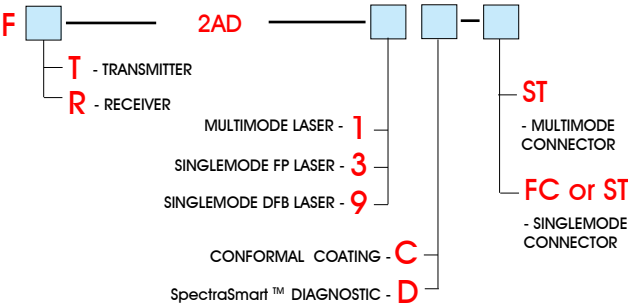 F 2AD
T - TRANSMITTER
R - RECEIVER
MULTIMODE LASER - 1
SINGLEMODE FP LASER - 3
SINGLEMODE DFB LASER - 9
CONFORMAL COATING - C
SpectraSmart ™ DIAGNOSTIC - D
ST
- MULTIMODE
CONNECTOR
FC or ST
- SINGLEMODE
CONNECTOR